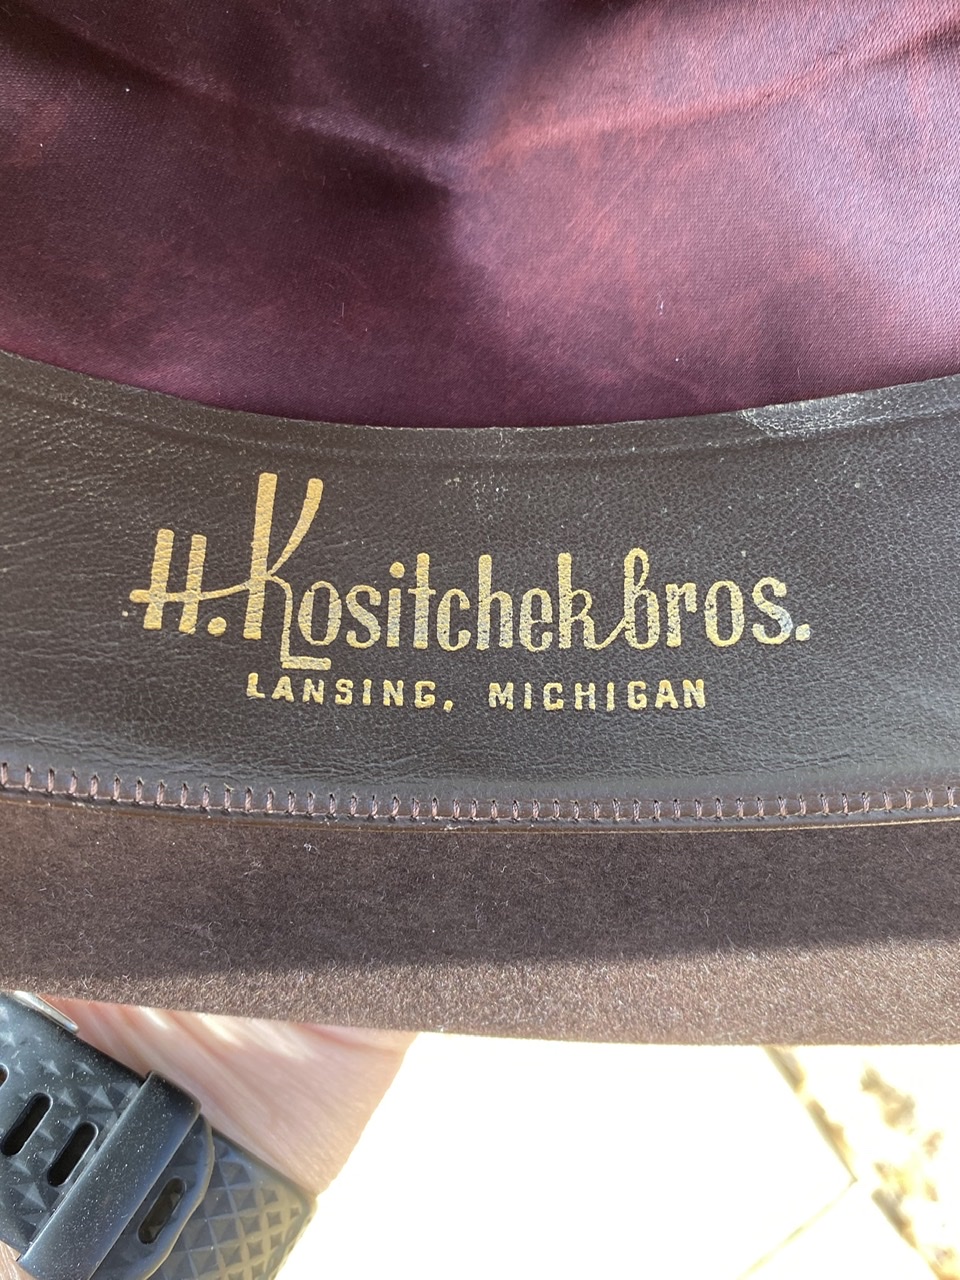 H. Kositchek bros.
LANSING, MICHIGAN